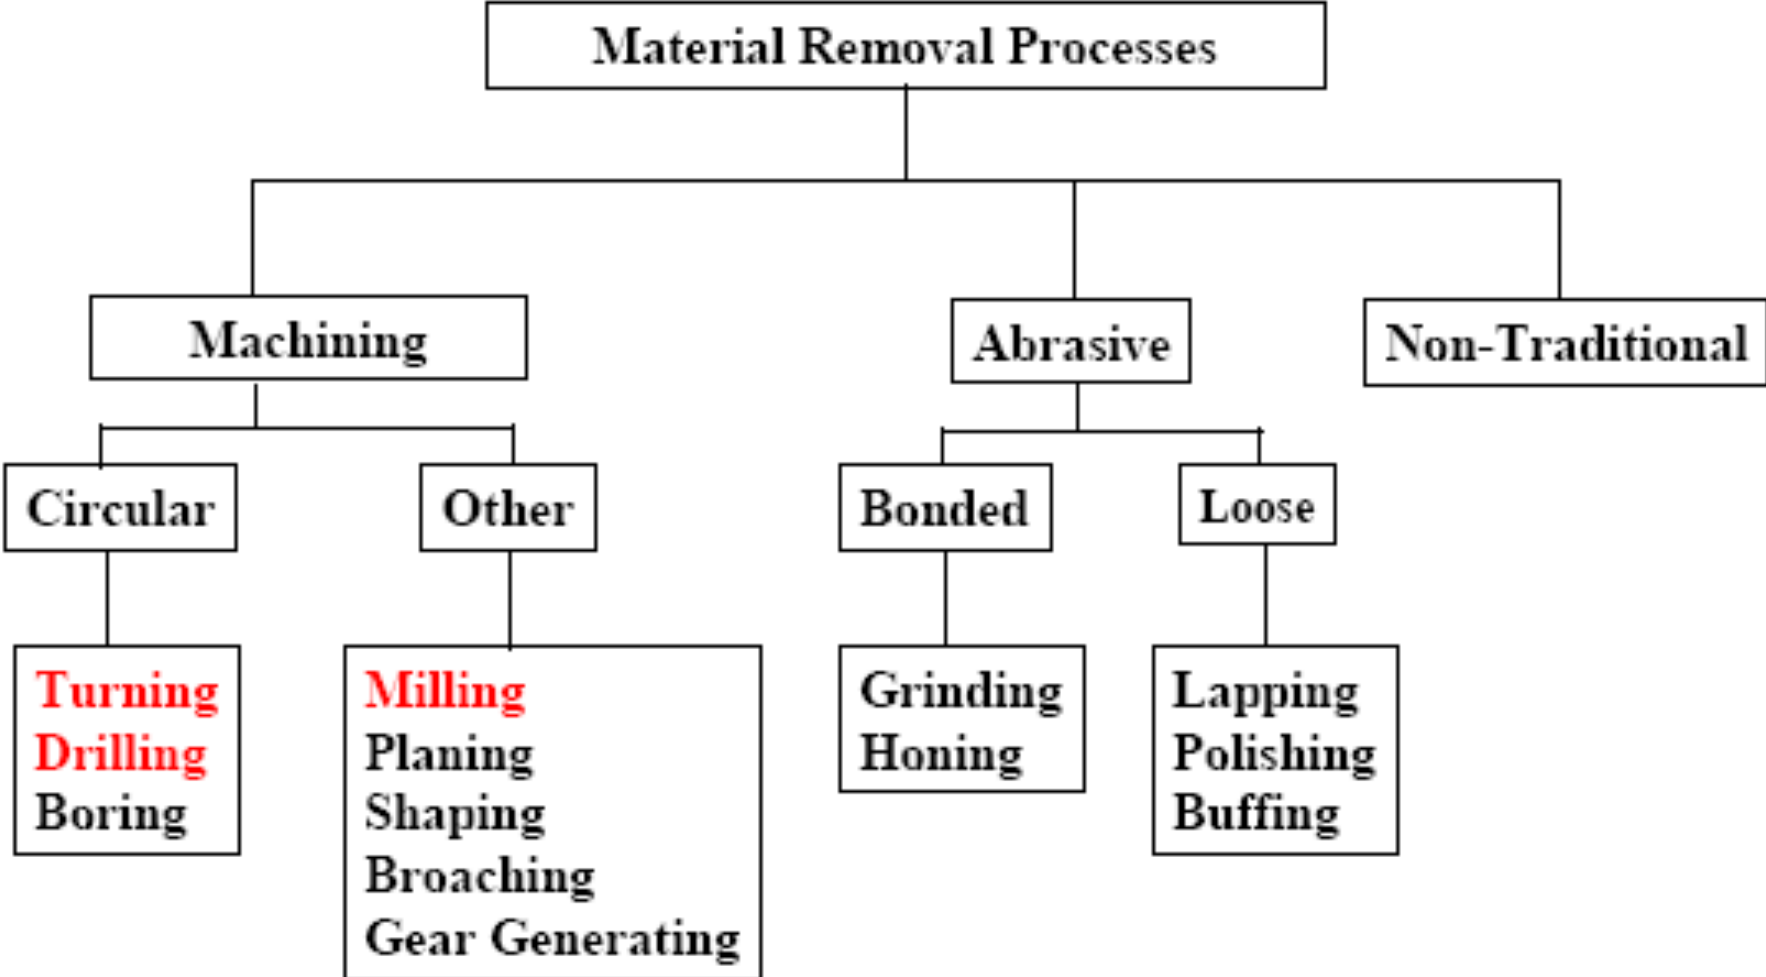 Material Removal Processes
Machining
Abrasive
Non-Traditional
Circular
Other
Bonded
Loose
Turning
Drilling
Boring
Milling
Planing
Shaping
Broaching
Gear Generating
Grinding
Honing
Lapping
Polishing
Buffing